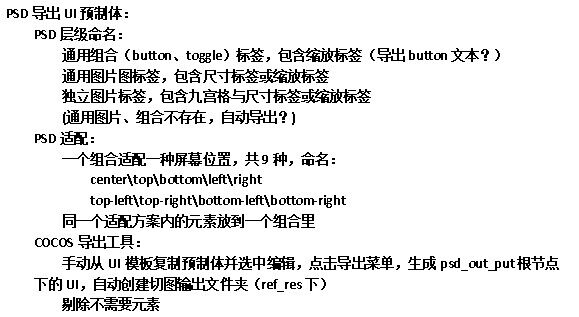 PSD 导出 UI 预制体：
PSD 层级命名：
通用组合（button、toggle）标签，包含缩放标签（导出 button 文本？）
通用图片图标签，包含尺寸标签或缩放标签
独立图片标签，包含九宫格与尺寸标签或缩放标签
(通用图片、组合不存在，自动导出？)
PSD 适配：
一个组合适配一种屏幕位置，共 9 种，命名：
center\top\bottom\left\right
top-left\top-right\bottom-left\bottom-right
同一个适配方案内的元素放到一个组合里
COCOS 导出工具：
手动从 UI 模板复制预制体并选中编辑，点击导出菜单，生成 psd_out_put 根节点
下的 UI，自动创建切图输出文件夹（ref_res 下）
剔除不需要元素